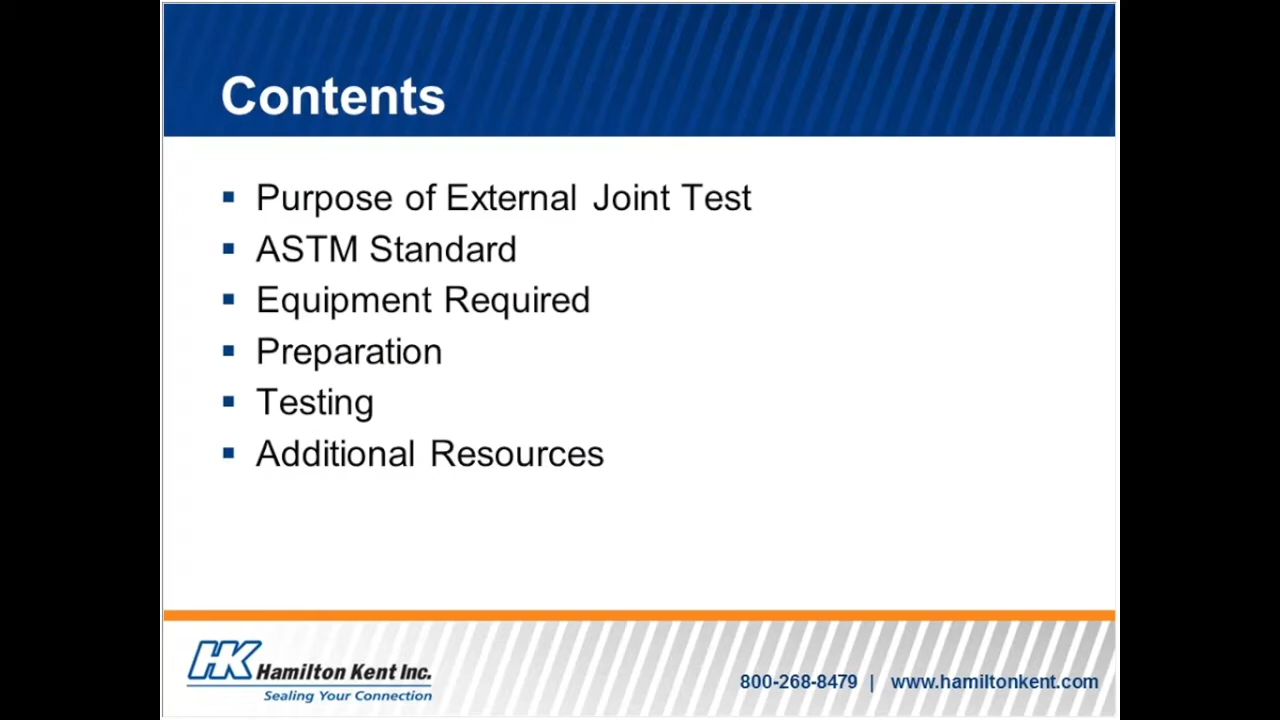 Contents
Purpose of External Joint Test
ASTM Standard
Equipment Required
Preparation
Testing
Additional Resources
HK Hamilton Kent Inc.
Sealing Your Connection
800-268-8479 | www.hamiltonkent.com